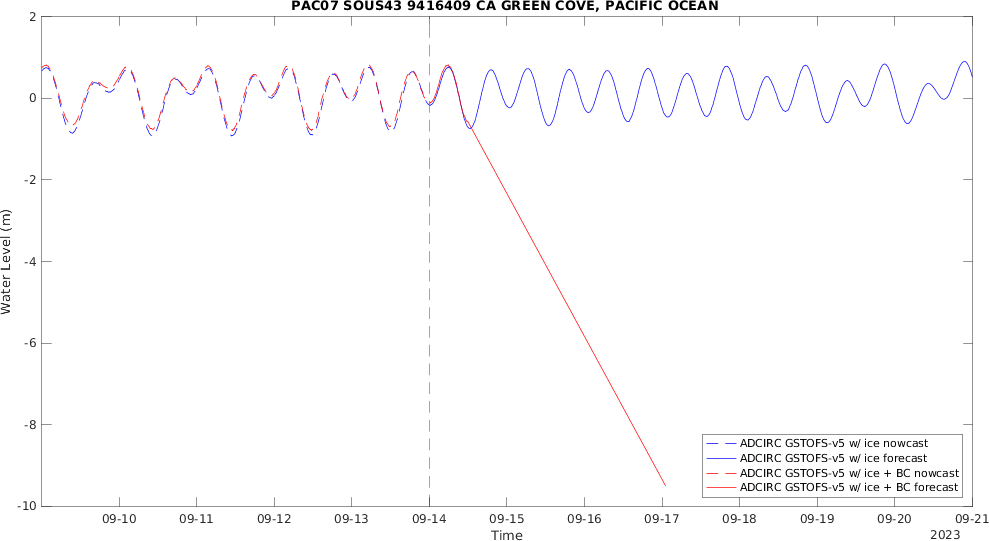 PAC07 SOUS43 9416409 CA GREEN COVE, PACIFIC OCEAN
2
0
-2
-4
-6
-8
-10
Water Level (m)
09-10 09-11 09-12 09-13 09-14 09-15 09-16 09-17 09-18 09-19 09-20 09-21
Time
2023
ADCIRC GSTOFS-v5 w/ ice nowcast
ADCIRC GSTOFS-v5 w/ ice forecast
ADCIRC GSTOFS-v5 w/ ice + BC nowcast
ADCIRC GSTOFS-v5 w/ ice + BC forecast